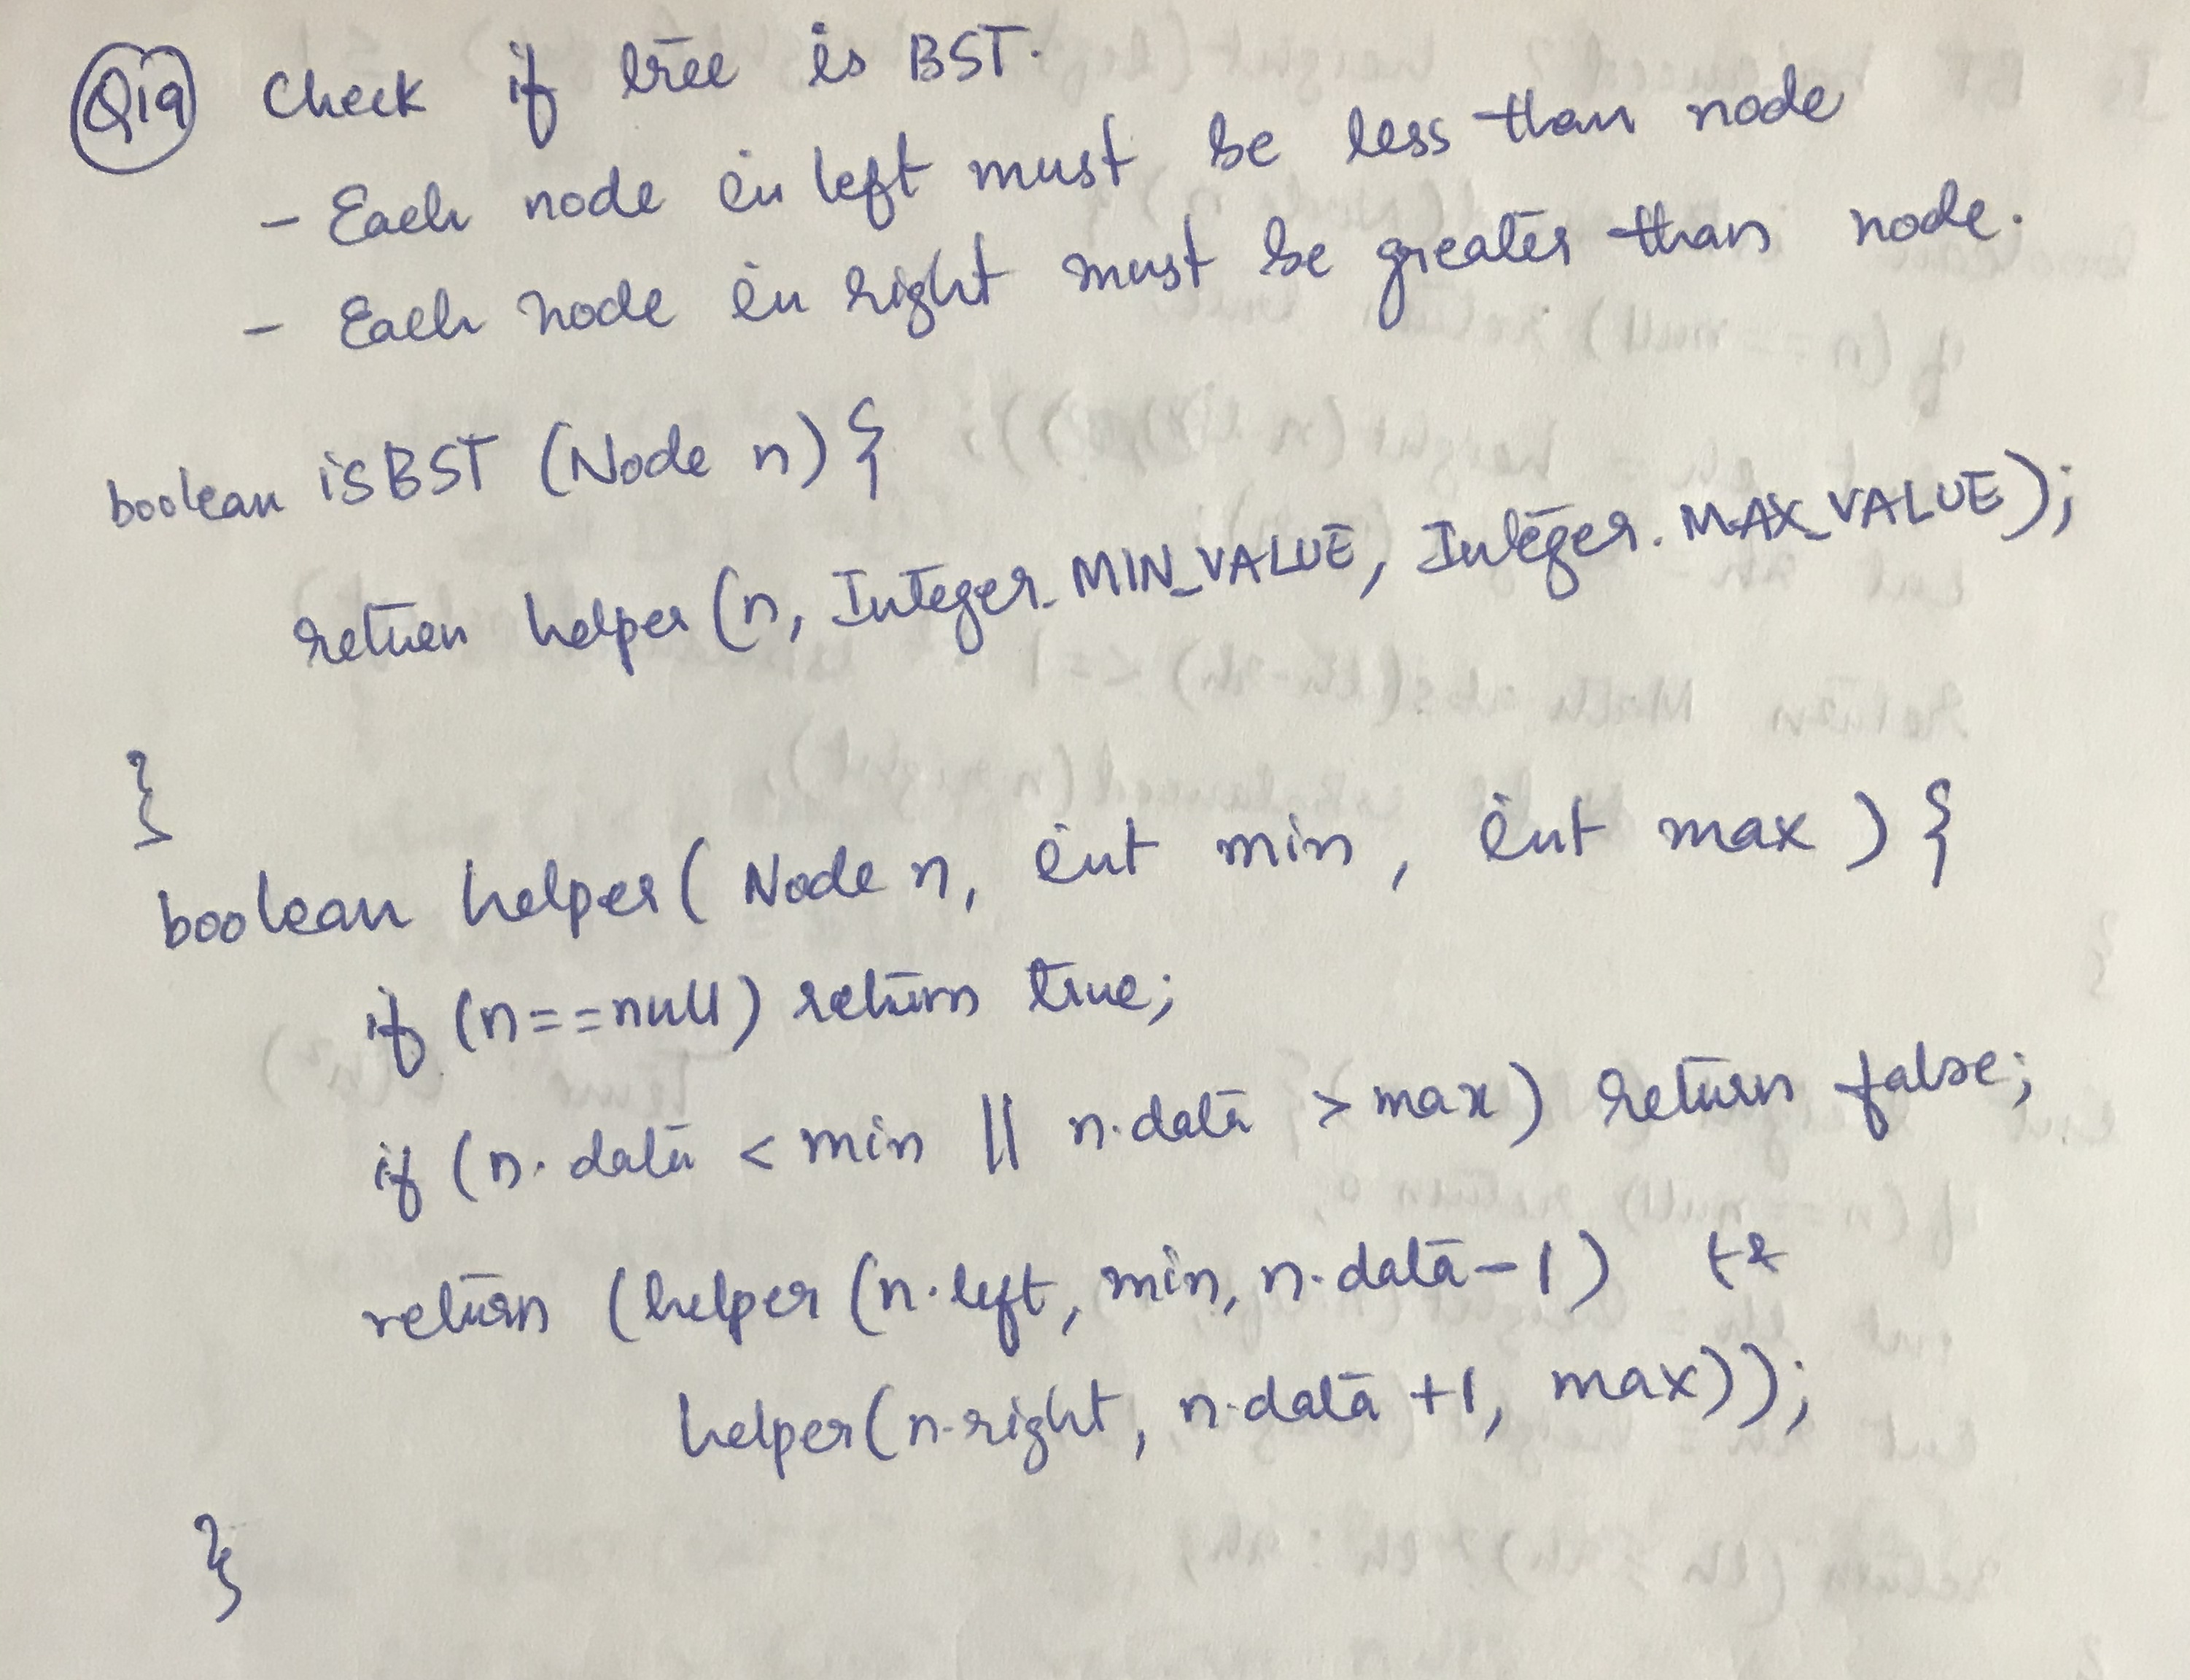 Q19 Check if tree is BST.
- Each node in left must be less than node
- Each node in right must be greater than node.
boolean isBST (Node n) {
return helper (n, Integer.MIN_VALUE, Integer.MAX_VALUE);
}
boolean helper ( Node n, int min, int max ) {
if (n==null) return true;
if (n.data < min || n.data > max) return false;
return (helper (n.left, min, n.data-1) &&
helper(n.right, n.data +1, max));
}